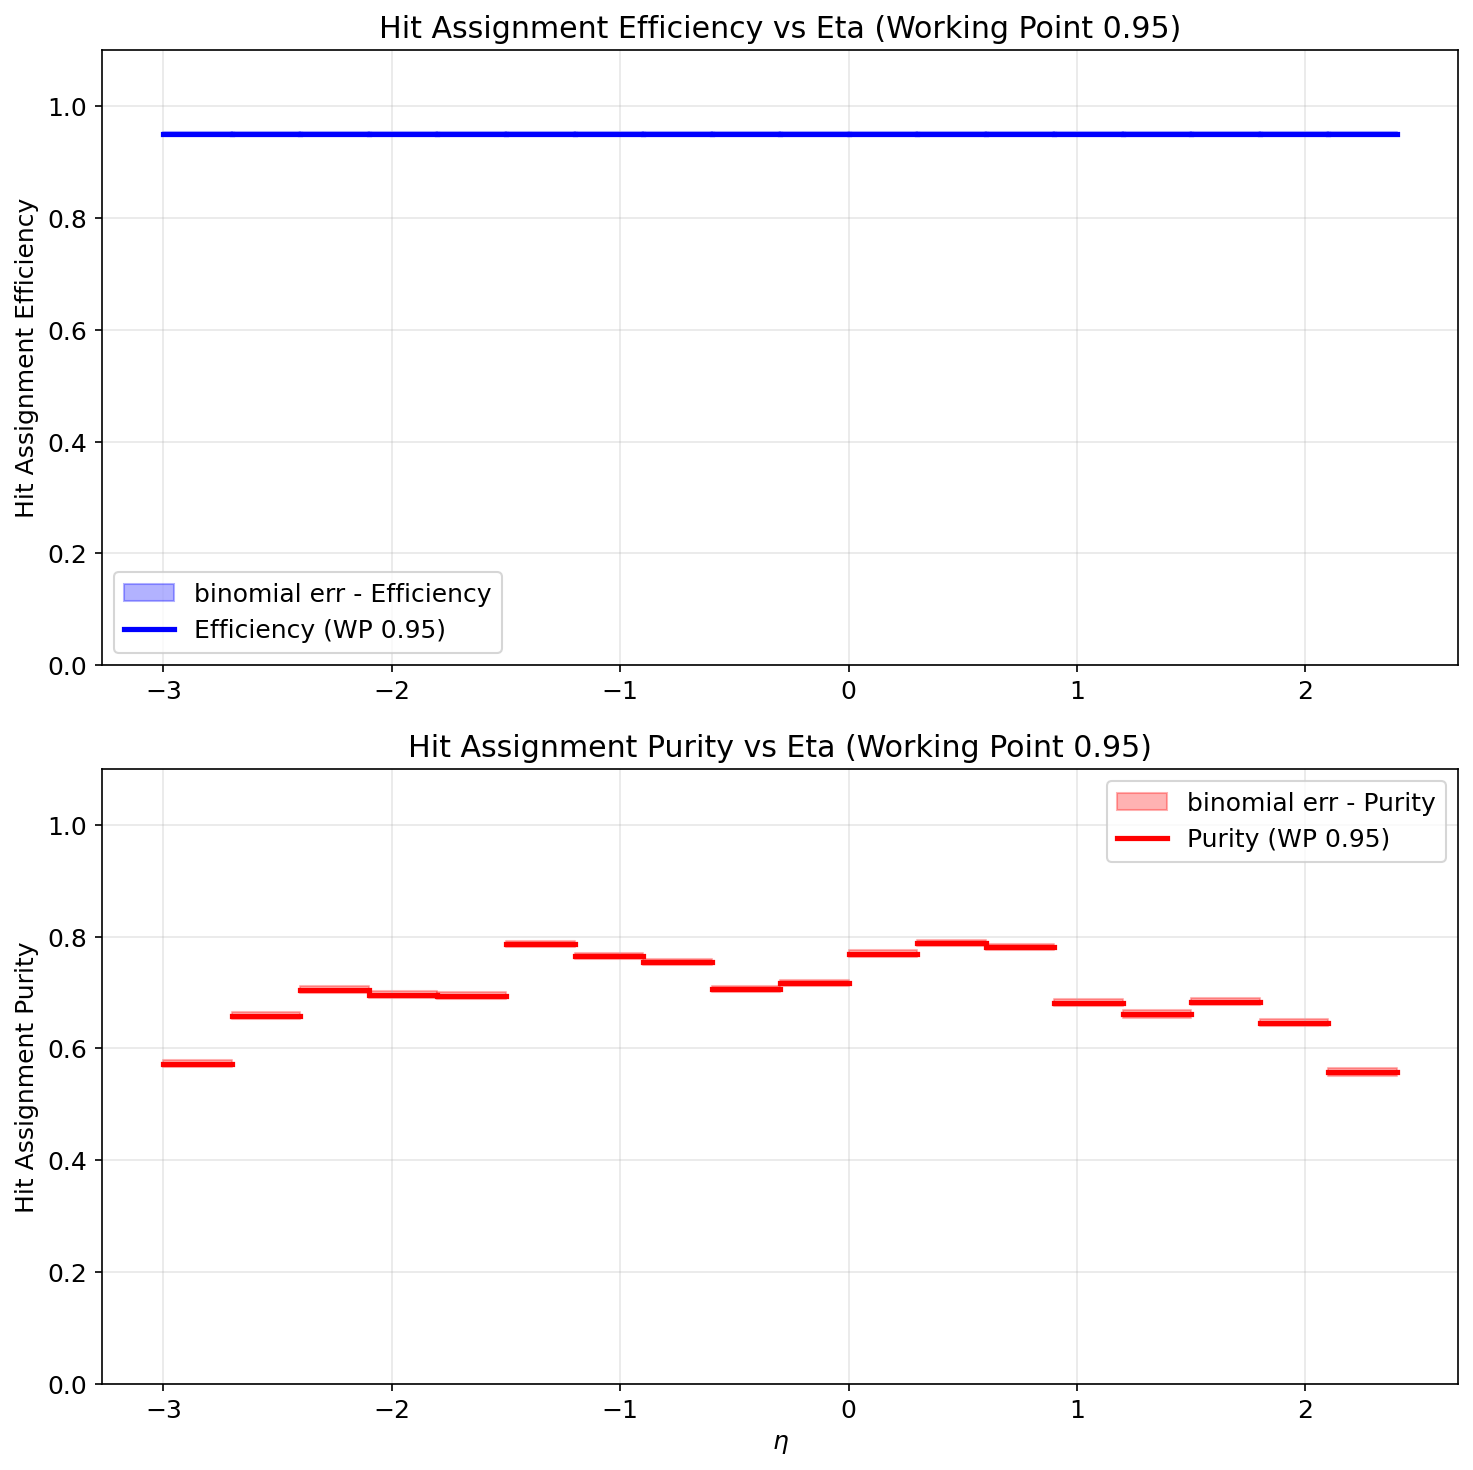 Hit Assignment Efficiency vs Eta (Working Point 0.95)
Hit Assignment Efficiency
1.0
0.8
0.6
0.4
0.2
0.0
binomial err - Efficiency
Efficiency (WP 0.95)
−3 −2 −1 0 1 2
Hit Assignment Purity vs Eta (Working Point 0.95)
Hit Assignment Purity
1.0
0.8
0.6
0.4
0.2
0.0
binomial err - Purity
Purity (WP 0.95)
−3 −2 −1 0 1 2
η